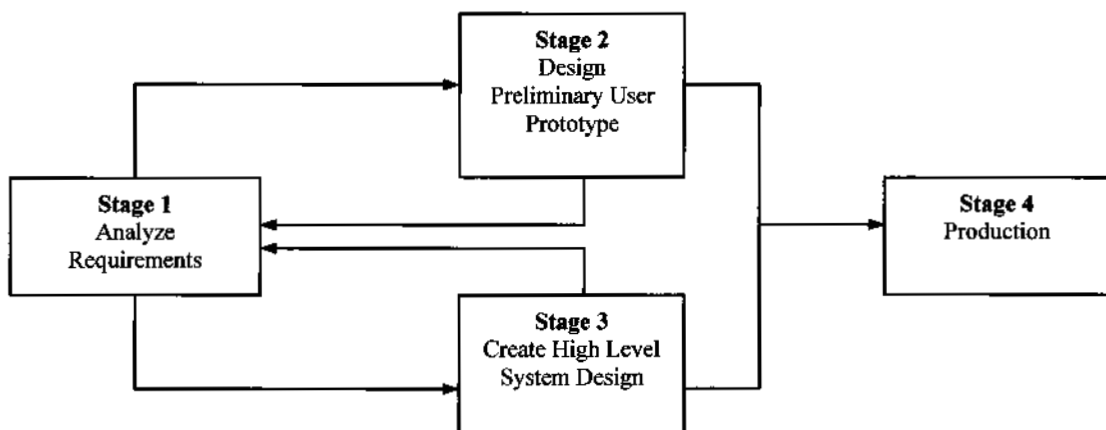 Stage 2
Design
Preliminary User
Prototype
Stage 1
Analyze
Requirements
Stage 4
Production
Stage 3
Create High Level
System Design